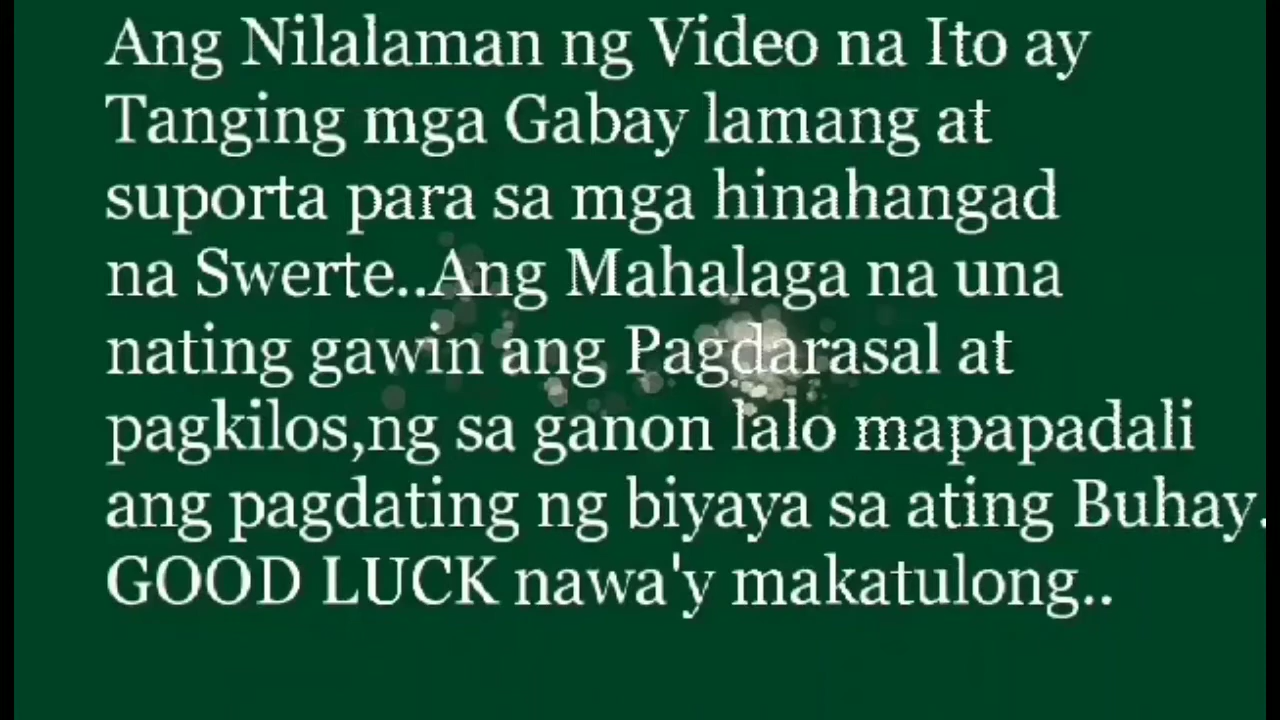 Ang Nilalaman ng Video na Ito ay
Tanging mga Gabay lamang at
suporta para sa mga hinahangad
na Swerte..Ang Mahalaga na una
nating gawin ang Pagdarasal at
pagkilos,ng sa ganon lalo mapapadali
ang pagdating ng biyaya sa ating Buhay.
GOOD LUCK nawa'y makatulong..